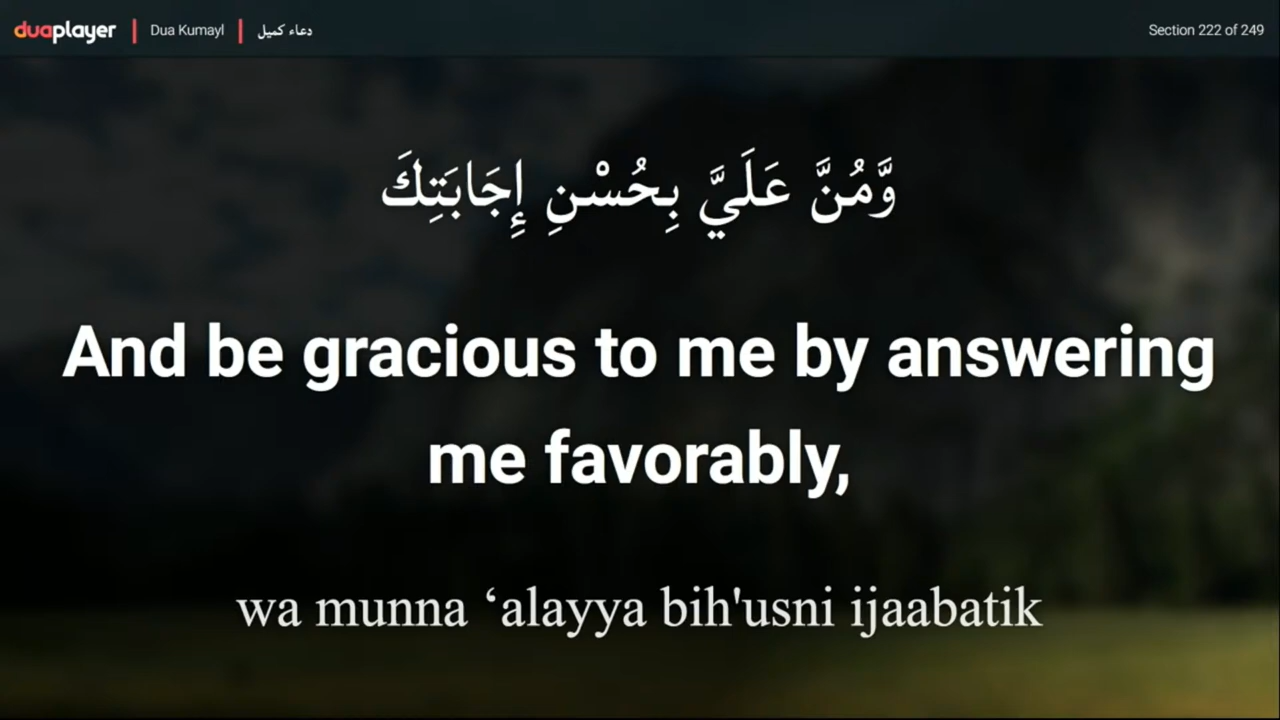 duaplayer | Dua Kumayl | دعاء كميل
Section 222 of 249
وَّمُنَّ عَلَيَّ بِحُسْنِ إِجَابَتِكَ
And be gracious to me by answering
me favorably,
wa munna ‘alayya bih'usni ijaabatik